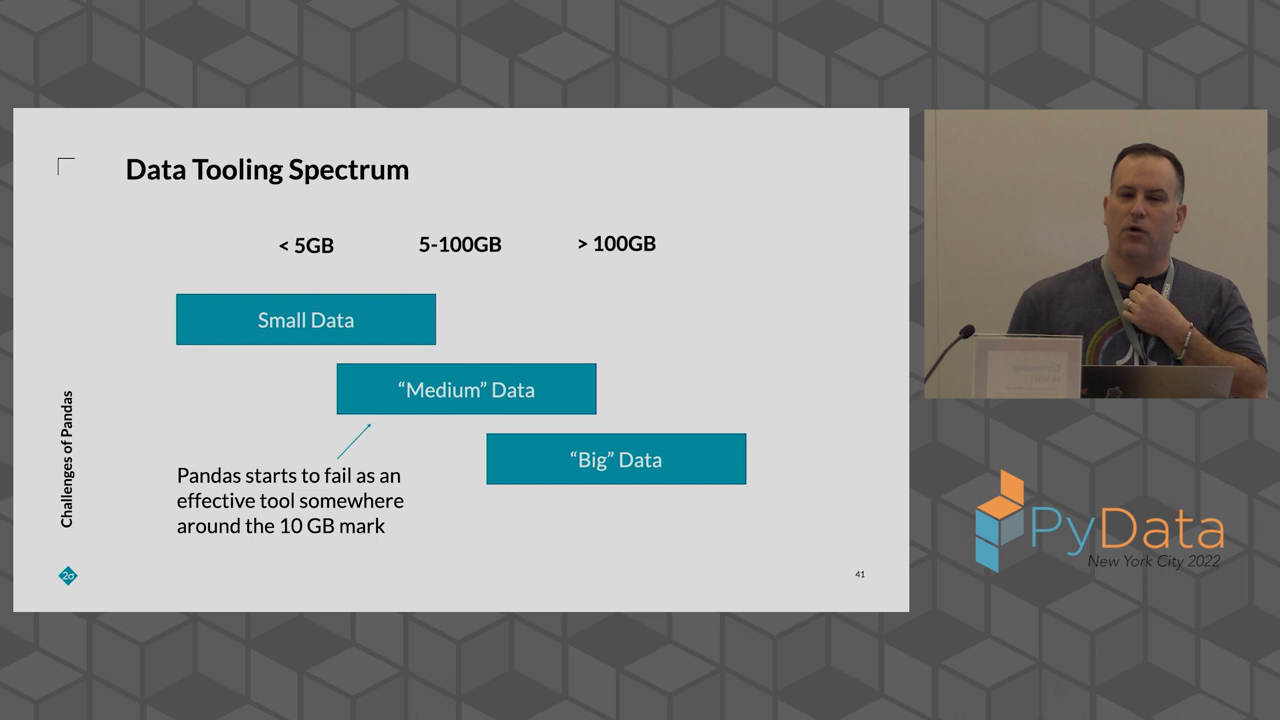 Data Tooling Spectrum
< 5GB
5-100GB
> 100GB
Small Data
“Medium” Data
“Big” Data
Challenges of Pandas
Pandas starts to fail as an
effective tool somewhere
around the 10 GB mark
2σ
41
PyData
New York City 2022